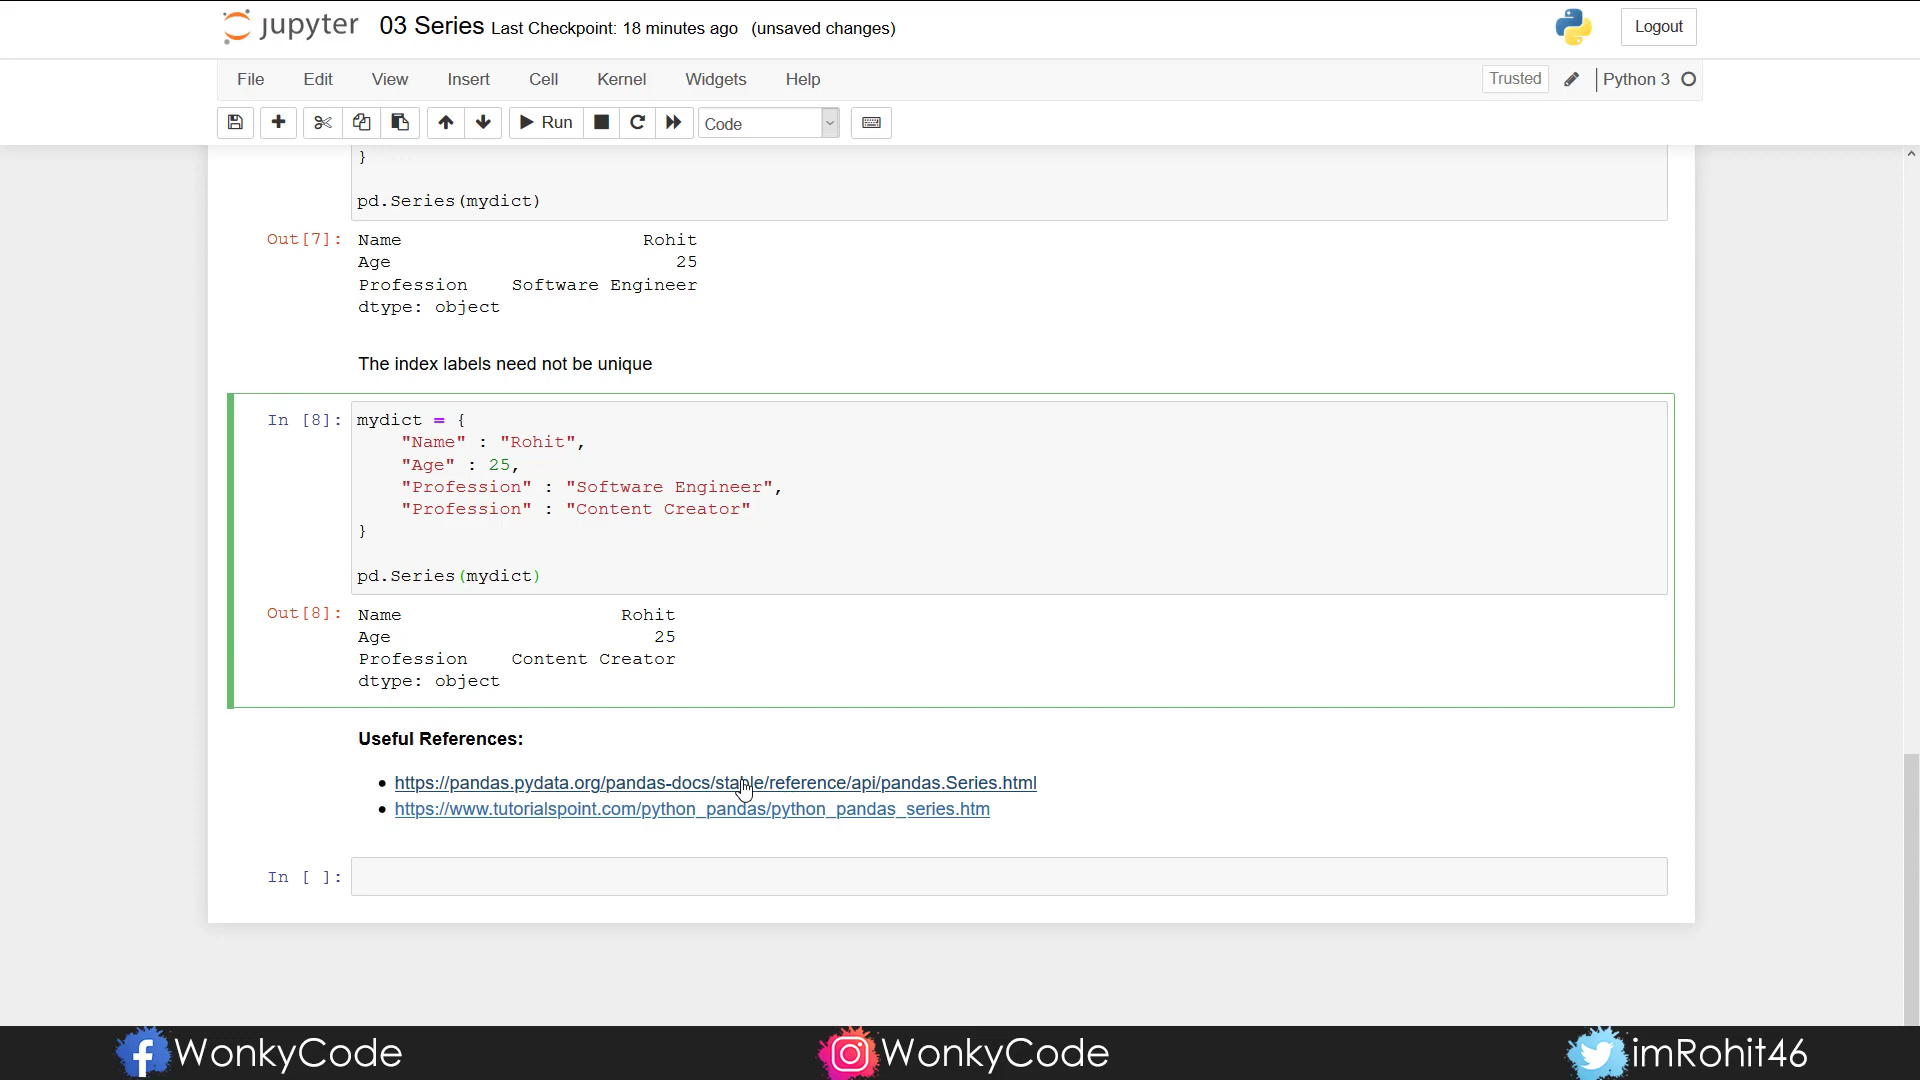 jupyter 03 Series Last Checkpoint: 18 minutes ago (unsaved changes) Logout
File Edit View Insert Cell Kernel Widgets Help Trusted Python 3
Run Code
}
pd.Series(mydict)
Out[7]: Name Rohit
Age 25
Profession Software Engineer
dtype: object
The index labels need not be unique
In [8]: mydict = {
"Name" : "Rohit",
"Age" : 25,
"Profession" : "Software Engineer",
"Profession" : "Content Creator"
}
pd.Series(mydict)
Out[8]: Name Rohit
Age 25
Profession Content Creator
dtype: object
Useful References:
• https://pandas.pydata.org/pandas-docs/stable/reference/api/pandas.Series.html
• https://www.tutorialspoint.com/python_pandas/python_pandas_series.htm
In [ ]:
WonkyCode WonkyCode imRohit46